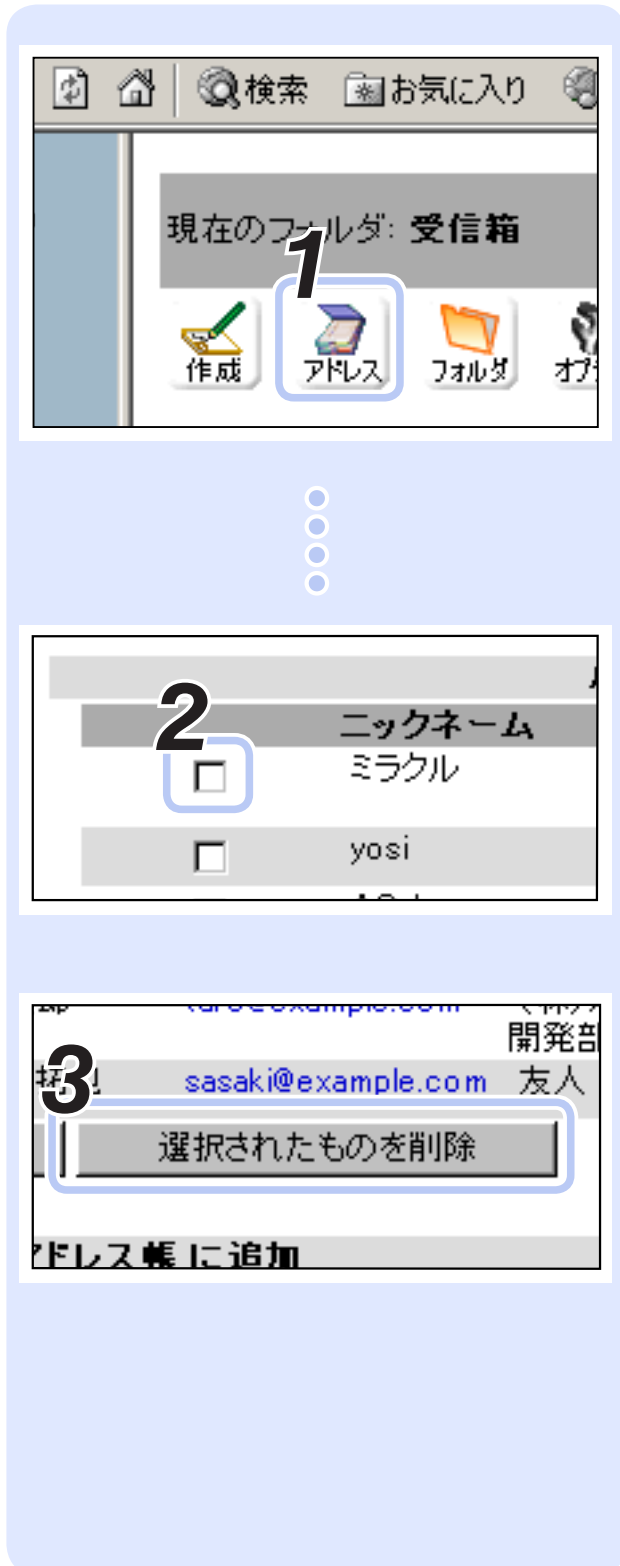 検索 お気に入り
現在のフォルダ: 受信箱
1
作成 アドレス フォルダ
2
ニックネーム
ミラクル
yosi
開発部
3
sasaki@example.com 友人
選択されたものを削除
アドレス帳に追加